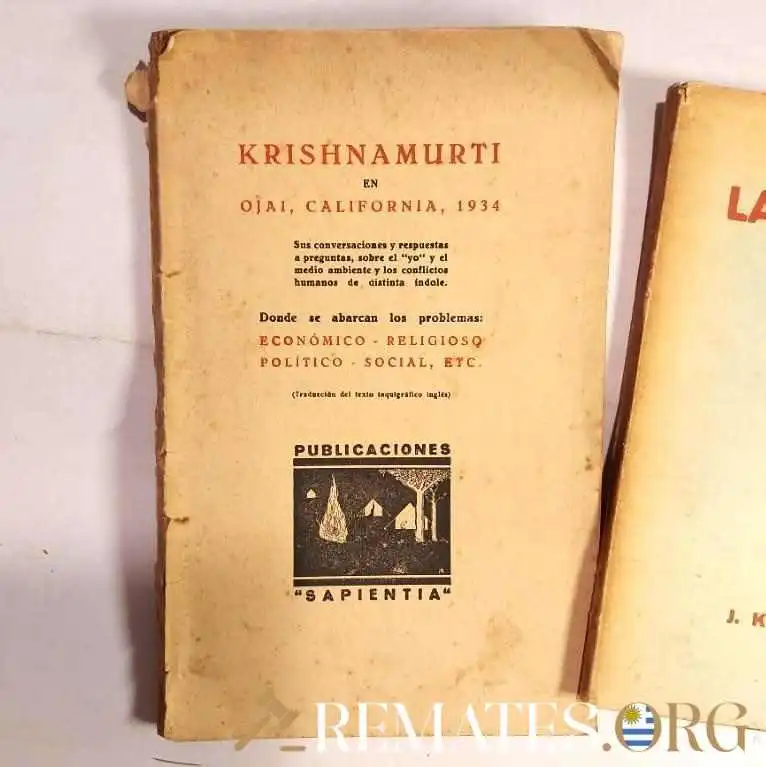 KRISHNAMURTI
EN
OJAI, CALIFORNIA, 1934
Sus conversaciones y respuestas
a preguntas, sobre el "yo" y el
medio ambiente y los conflictos
humanos de distinta índole.
Donde se abarcan los problemas:
ECONÓMICO - RELIGIOSO
POLÍTICO - SOCIAL, ETC.
(Traducción del texto taquigráfico inglés)
PUBLICACIONES
"SAPIENTIA"
LA
J. K
REMATES.ORG